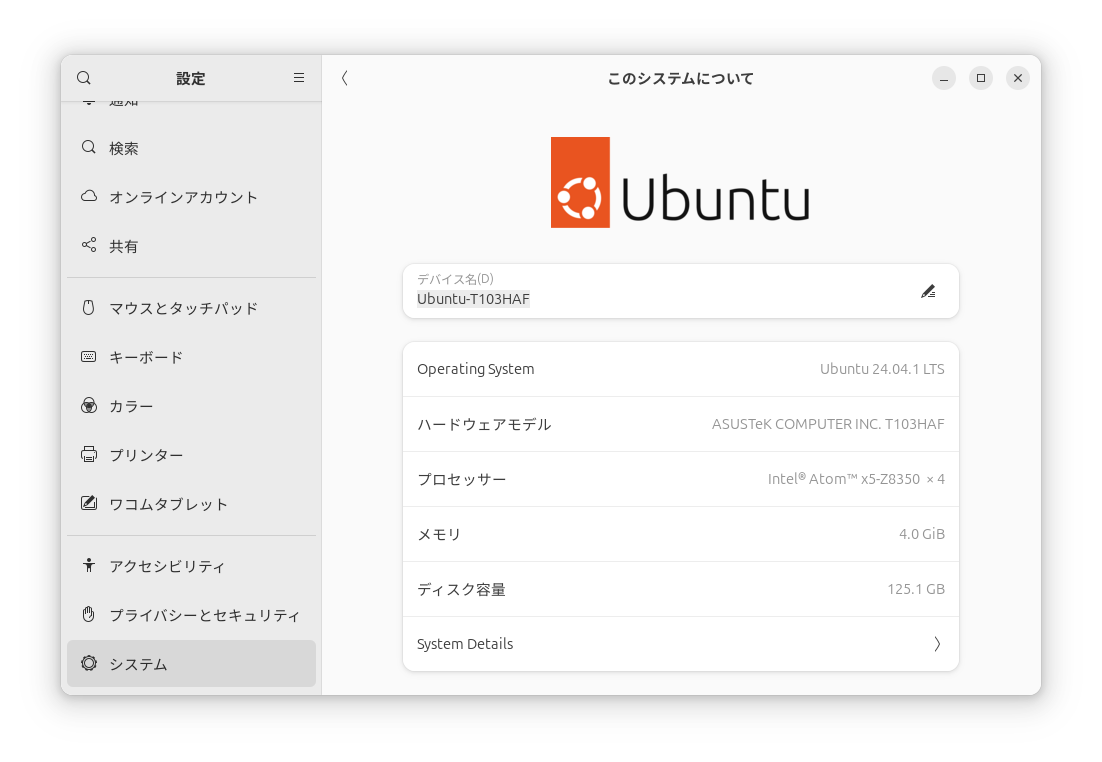 設定
通知
検索
オンラインアカウント
共有
マウスとタッチパッド
キーボード
カラー
プリンター
ワコムタブレット
アクセシビリティ
プライバシーとセキュリティ
システム
このシステムについて
Ubuntu
デバイス名(D)
Ubuntu-T103HAF
Operating System Ubuntu 24.04.1 LTS
ハードウェアモデル ASUSTeK COMPUTER INC. T103HAF
プロセッサー Intel® Atom™ x5-Z8350 × 4
メモリ 4.0 GiB
ディスク容量 125.1 GB
System Details